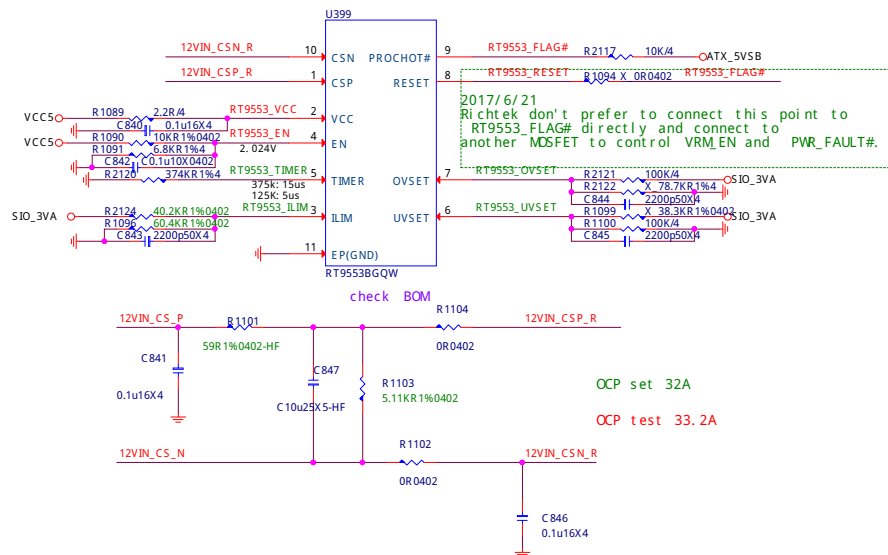 U399
12VIN_CSN_R
10
CSN
PROCHOT#
9
RT9553_FLAG#
R2117
10K/4
ATX_5VSB
12VIN_CSP_R
1
CSP
RESET
8
RT9553_RESET
R1094 X 0R0402
RT9553_FLAG#
2017/6/21
Richtek don't prefer to connect this point to
RT9553_FLAG# directly and connect to
another MOSFET to control VRM_EN and PWR_FAULT#.
VCC5
R1089
2.2R/4
RT9553_VCC
2
VCC
C840
0.1u16X4
VCC5
R1090
10KR1%0402
RT9553_EN
4
EN
R1091
6.8KR1%4
2.024V
C842
C0.1u10X0402
R2120
374KR1%4
RT9553_TIMER
5
TIMER
375k: 15us
125K: 5us
OVSET
7
RT9553_OVSET
R2121
100K/4
SIO_3VA
R2122
X_78.7KR1%4
C844
2200p50X4
SIO_3VA
R2124
40.2KR1%0402
RT9553_ILIM
3
ILIM
R1096
60.4KR1%0402
C843
2200p50X4
UVSET
6
RT9553_UVSET
R1099
X_38.3KR1%0402
SIO_3VA
R1100
100K/4
C845
2200p50X4
11
EP(GND)
RT9553BGQW
check BOM
12VIN_CS_P
R1101
59R1%0402-HF
R1104
0R0402
12VIN_CSP_R
C841
0.1u16X4
C847
C10u25X5-HF
R1103
5.11KR1%0402
OCP set 32A
OCP test 33.2A
12VIN_CS_N
R1102
0R0402
12VIN_CSN_R
C846
0.1u16X4